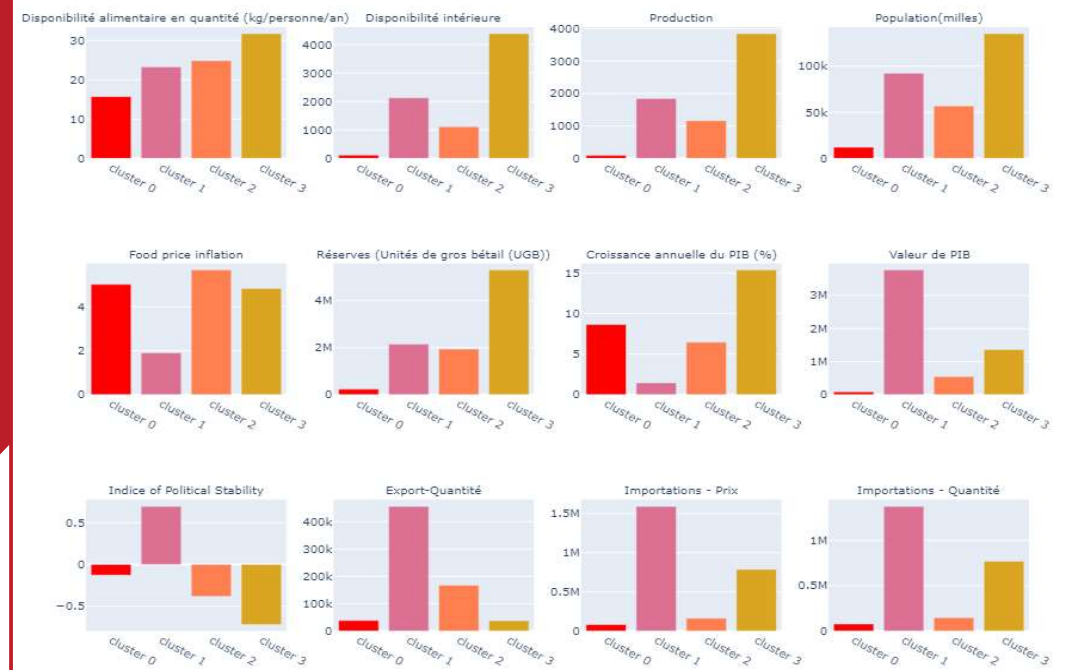 Disponibilité alimentaire en quantité (kg/personne/an)
Disponibilité intérieure
Production
Population(milles)
30
20
10
0
4000
3000
2000
1000
0
4000
3000
2000
1000
0
100k
50k
0
cluster 0 cluster 1 cluster 2 cluster 3
cluster 0 cluster 1 cluster 2 cluster 3
cluster 0 cluster 1 cluster 2 cluster 3
cluster 0 cluster 1 cluster 2 cluster 3
Food price inflation
Réserves (Unités de gros bétail (UGB))
Croissance annuelle du PIB (%)
Valeur de PIB
4
2
0
4M
2M
0
15
10
5
0
3M
2M
1M
0
cluster 0 cluster 1 cluster 2 cluster 3
cluster 0 cluster 1 cluster 2 cluster 3
cluster 0 cluster 1 cluster 2 cluster 3
cluster 0 cluster 1 cluster 2 cluster 3
Indice of Political Stability
Export-Quantité
Importations - Prix
Importations - Quantité
0.5
0
−0.5
400k
300k
200k
100k
0
1.5M
1M
0.5M
0
1M
0.5M
0
cluster 0 cluster 1 cluster 2 cluster 3
cluster 0 cluster 1 cluster 2 cluster 3
cluster 0 cluster 1 cluster 2 cluster 3
cluster 0 cluster 1 cluster 2 cluster 3